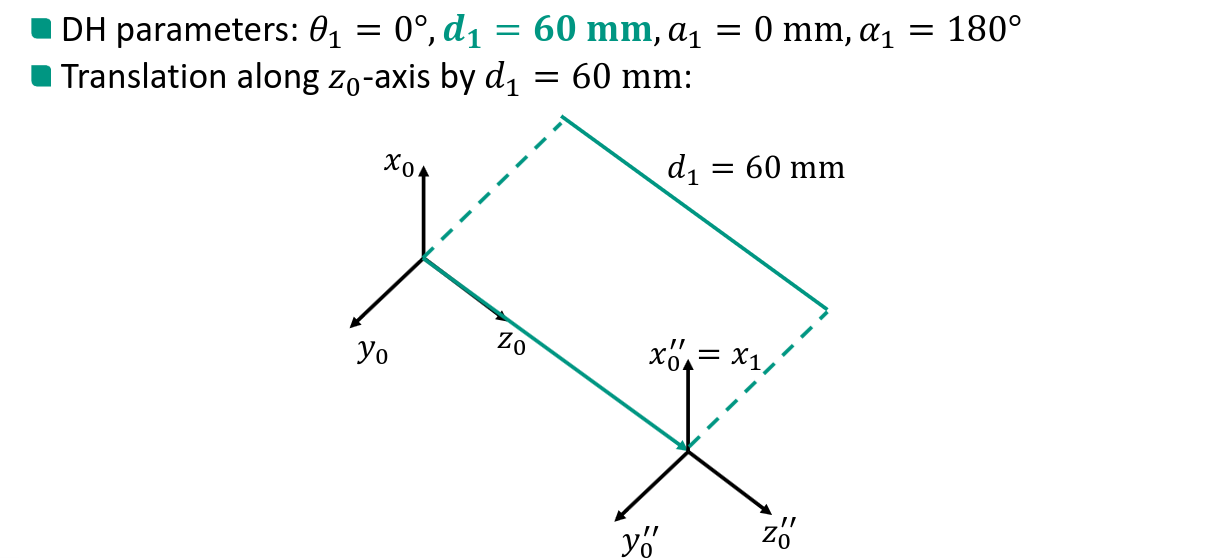 DH parameters: θ₁ = 0°, d₁ = 60 mm, a₁ = 0 mm, α₁ = 180°
Translation along z₀-axis by d₁ = 60 mm:
x₀
d₁ = 60 mm
y₀
z₀
x₀′′ = x₁
y₀′′
z₀′′